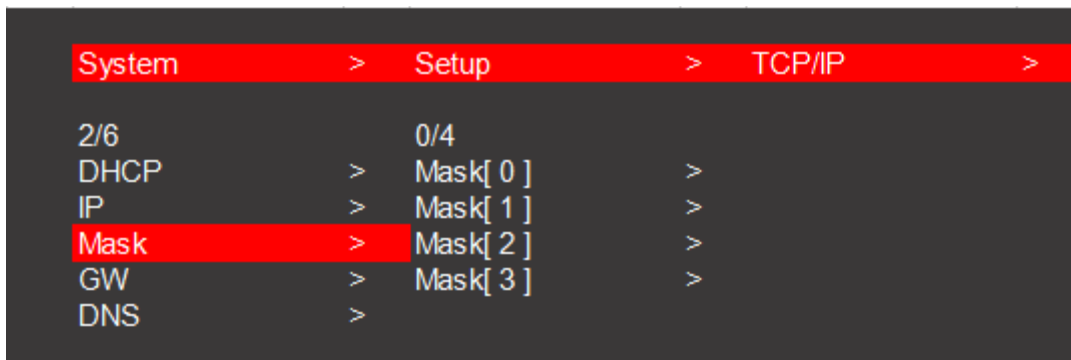 System > Setup > TCP/IP >
2/6 0/4
DHCP > Mask[ 0 ] >
IP > Mask[ 1 ] >
Mask > Mask[ 2 ] >
GW > Mask[ 3 ] >
DNS >